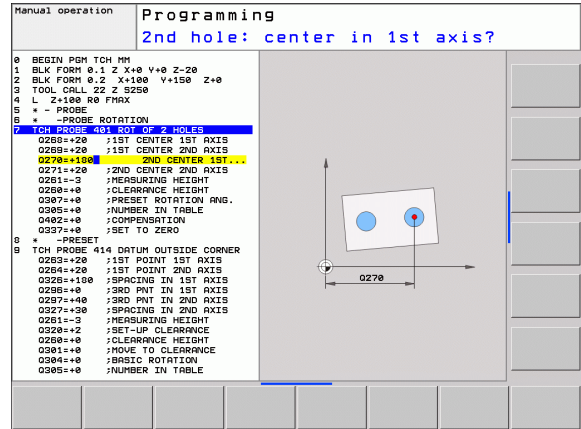 Manual operation
Programming
2nd hole: center in 1st axis?
0 BEGIN PGM TCH MM
1 BLK FORM 0.1 Z X+0 Y+0 Z-20
2 BLK FORM 0.2 X+100 Y+150 Z+0
3 TOOL CALL 22 Z S250
4 L Z+100 R0 FMAX
5 * - PROBE
6 * -PROBE ROTATION
7 TCH PROBE 401 ROT OF 2 HOLES
Q268=+20 ;1ST CENTER 1ST AXIS
Q269=+20 ;1ST CENTER 2ND AXIS
Q270=+180 2ND CENTER 1ST...
Q271=+20 ;2ND CENTER 2ND AXIS
Q261=-3 ;MEASURING HEIGHT
Q260=+0 ;CLEARANCE HEIGHT
Q307=+0 ;PRESET ROTATION ANG.
Q305=+0 ;NUMBER IN TABLE
Q402=+0 ;COMPENSATION
Q337=+0 ;SET TO ZERO
8 * -PRESET
9 TCH PROBE 414 DATUM OUTSIDE CORNER
Q263=+20 ;1ST POINT 1ST AXIS
Q264=+20 ;1ST POINT 2ND AXIS
Q326=+180 ;SPACING IN 1ST AXIS
Q296=+0 ;3RD PNT IN 1ST AXIS
Q297=+40 ;3RD PNT IN 2ND AXIS
Q327=+30 ;SPACING IN 2ND AXIS
Q261=-3 ;MEASURING HEIGHT
Q320=+2 ;SET-UP CLEARANCE
Q260=+0 ;CLEARANCE HEIGHT
Q301=+0 ;MOVE TO CLEARANCE
Q304=+0 ;BASIC ROTATION
Q305=+0 ;NUMBER IN TABLE
Q270